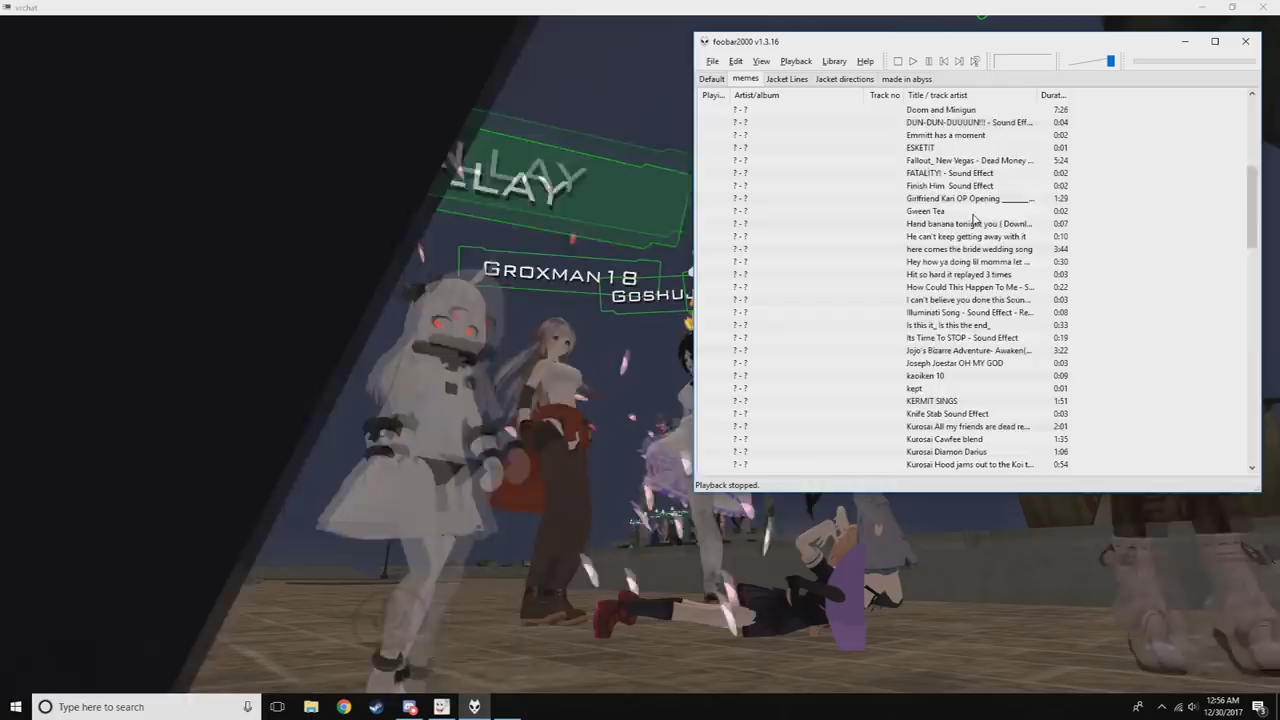 vrchat
foobar2000 v1.3.16
File Edit View Playback Library Help
Default memes Jacket Lines Jacket directions made in abyss
Playi... Artist/album Track no Title / track artist Durat...
? - ? Doom and Minigun 7:26
? - ? DUN-DUN-DUUUUN!!! - Sound Eff... 0:04
? - ? Emmitt has a moment 0:02
? - ? ESKETIT 0:01
? - ? Fallout_ New Vegas - Dead Money ... 5:24
? - ? FATALITY! - Sound Effect 0:02
? - ? Finish Him Sound Effect 0:02
? - ? Girlfriend Kari OP Opening ______... 1:29
? - ? Gween Tea 0:02
? - ? Hand banana tonight you ( Downl... 0:07
? - ? He can't keep getting away with it 0:10
? - ? here comes the bride wedding song 3:44
? - ? Hey how ya doing lil momma let ... 0:30
? - ? Hit so hard it replayed 3 times 0:03
? - ? How Could This Happen To Me - S... 0:22
? - ? I can't believe you done this Soun... 0:03
? - ? Illuminati Song - Sound Effect - Re... 0:08
? - ? Is this it_ Is this the end_ 0:33
? - ? Its Time To STOP - Sound Effect 0:19
? - ? Jojo's Bizarre Adventure- Awaken(... 3:22
? - ? Joseph Joestar OH MY GOD 0:03
? - ? kaoiken 10 0:09
? - ? kept 0:01
? - ? KERMIT SINGS 1:51
? - ? Knife Stab Sound Effect 0:03
? - ? Kurosai All my friends are dead re... 2:01
? - ? Kurosai Cawfee blend 1:35
? - ? Kurosai Diamon Darius 1:06
? - ? Kurosai Hood jams out to the Koi t... 0:54
Playback stopped.
GROXMAN18
GOSHUJ
Type here to search
12:56 AM
12/30/2017